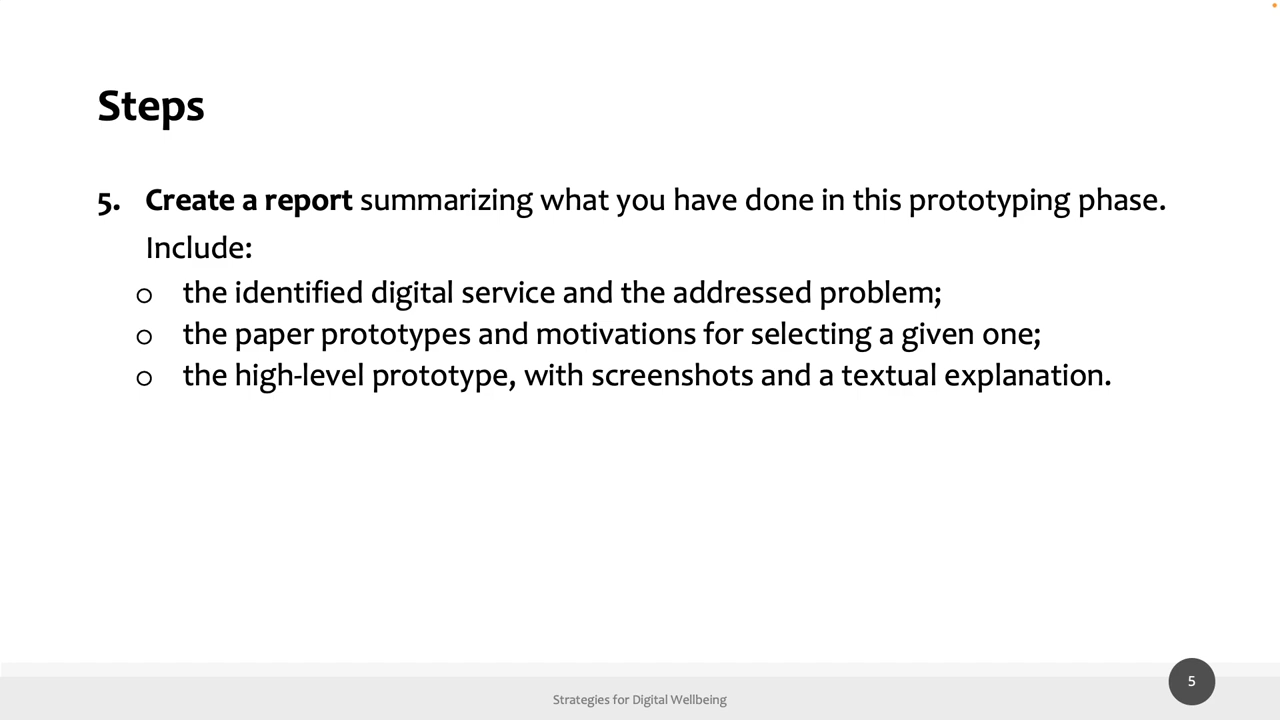 Steps
5. Create a report summarizing what you have done in this prototyping phase.
Include:
o the identified digital service and the addressed problem;
o the paper prototypes and motivations for selecting a given one;
o the high-level prototype, with screenshots and a textual explanation.
Strategies for Digital Wellbeing
5